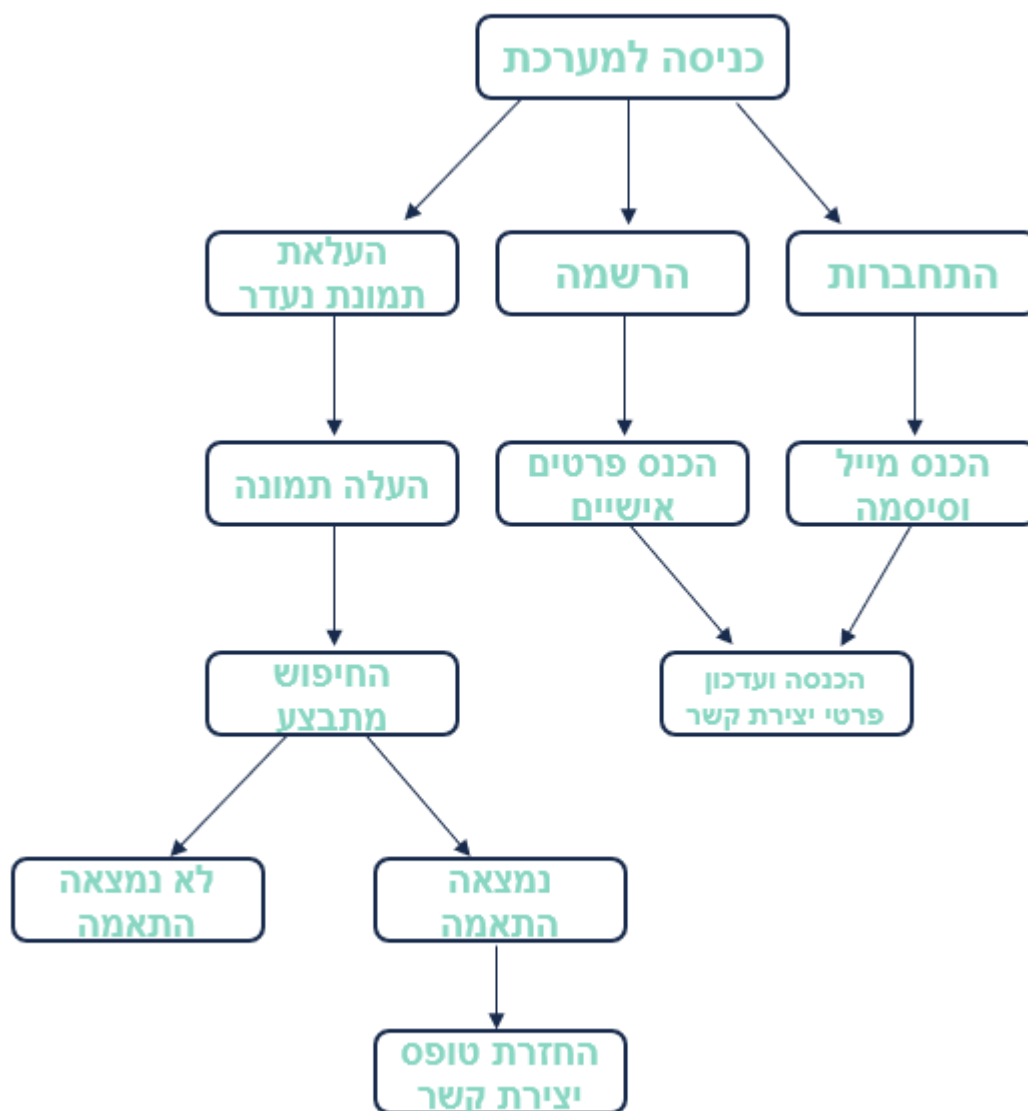 כניסה למערכת
התחברות
הרשמה
העלאת
תמונת נעדר
הכנס מייל
וסיסמה
הכנס פרטים
אישיים
העלה תמונה
הכנסה ועדכון
פרטי יצירת קשר
החיפוש
מתבצע
נמצאה
התאמה
לא נמצאה
התאמה
החזרת טופס
יצירת קשר